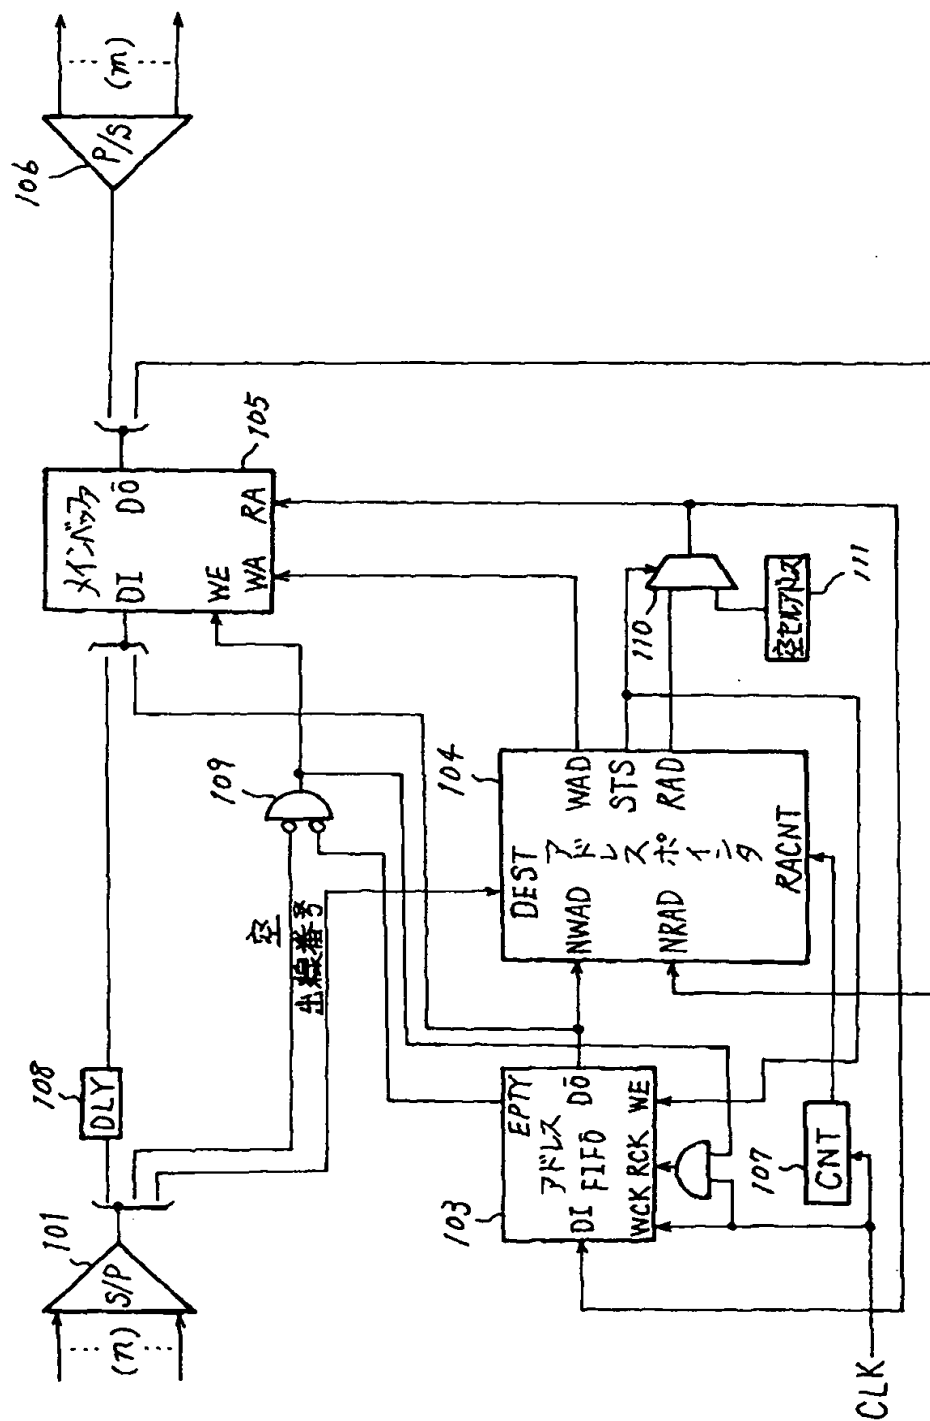 101
S/P
(n)
108
DLY
空
出線番号
109
メインバッファ
DI
DO
WE
WA
RA
105
106
P/S
(m)
103
EPTY
アドレス
FIFO
DI
DO
WCK
RCK
WE
104
DEST
アドレスポインタ
NWAD
WAD
STS
NRAD
RAD
RACNT
110
空セルアドレス
111
107
CNT
CLK